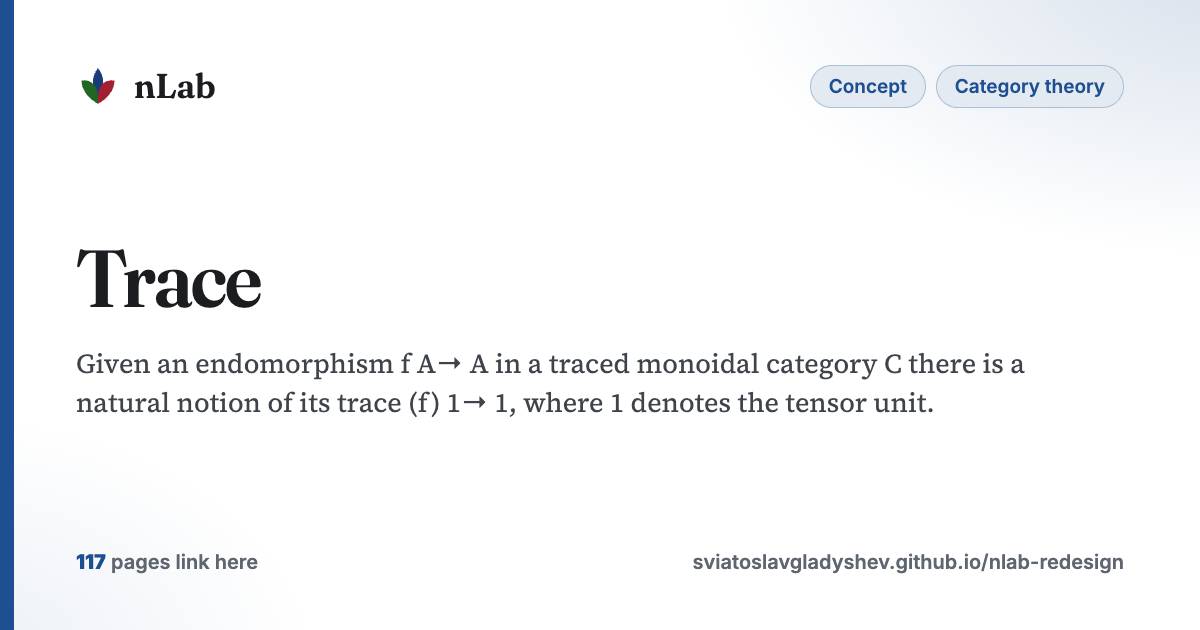 nLab
Concept
Category theory
Trace
Given an endomorphism f A→ A in a traced monoidal category C there is a
natural notion of its trace (f) 1→ 1, where 1 denotes the tensor unit.
117 pages link here
sviatoslavgladyshev.github.io/nlab-redesign